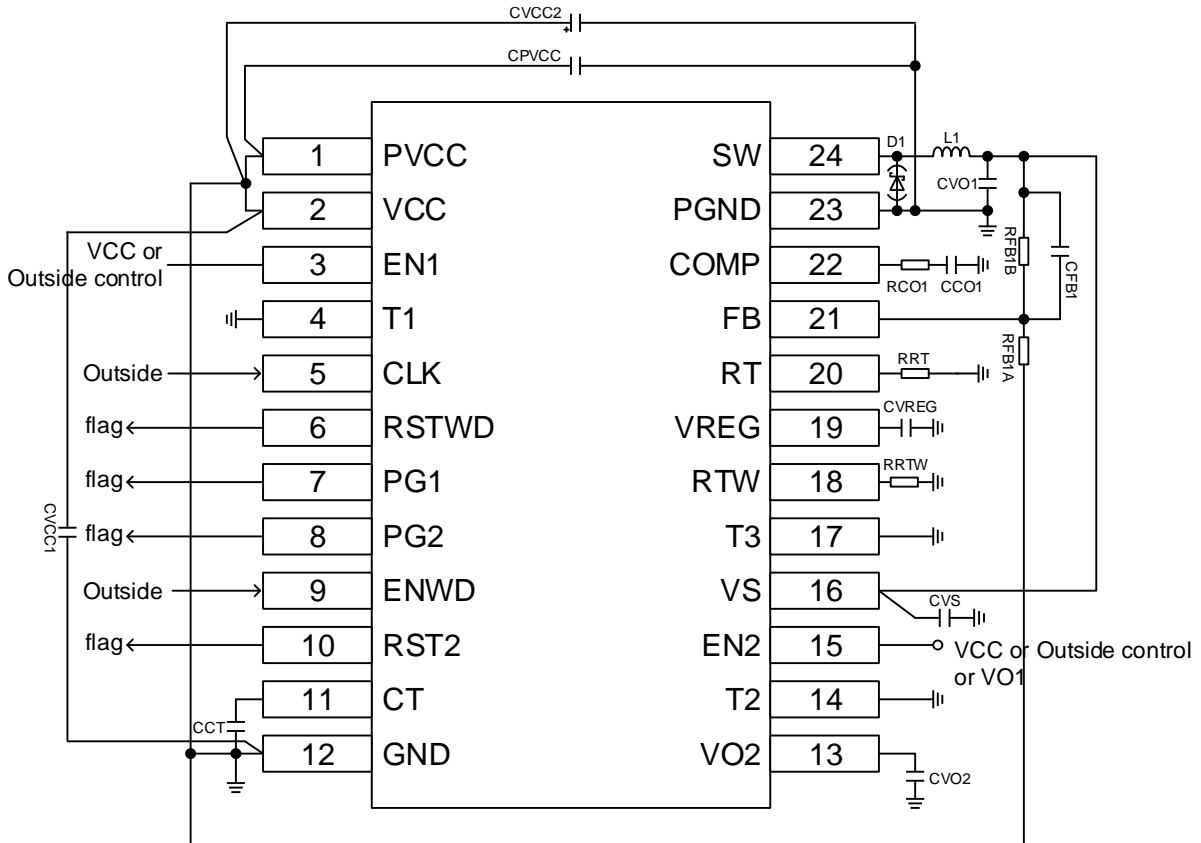 CVCC2
CPVCC
1 PVCC
2 VCC
VCC or
Outside control
3 EN1
4 T1
Outside
5 CLK
flag
6 RSTWD
flag
7 PG1
flag
8 PG2
CVCC1
Outside
9 ENWD
flag
10 RST2
11 CT
CCT
12 GND
SW 24
D1
L1
CVO1
PGND 23
COMP 22
RCO1
CCO1
RFB1B
CFB1
FB 21
RFB1A
RT 20
RRT
VREG 19
CVREG
RTW 18
RRTW
T3 17
VS 16
CVS
EN2 15
VCC or Outside control
or VO1
T2 14
VO2 13
CVO2